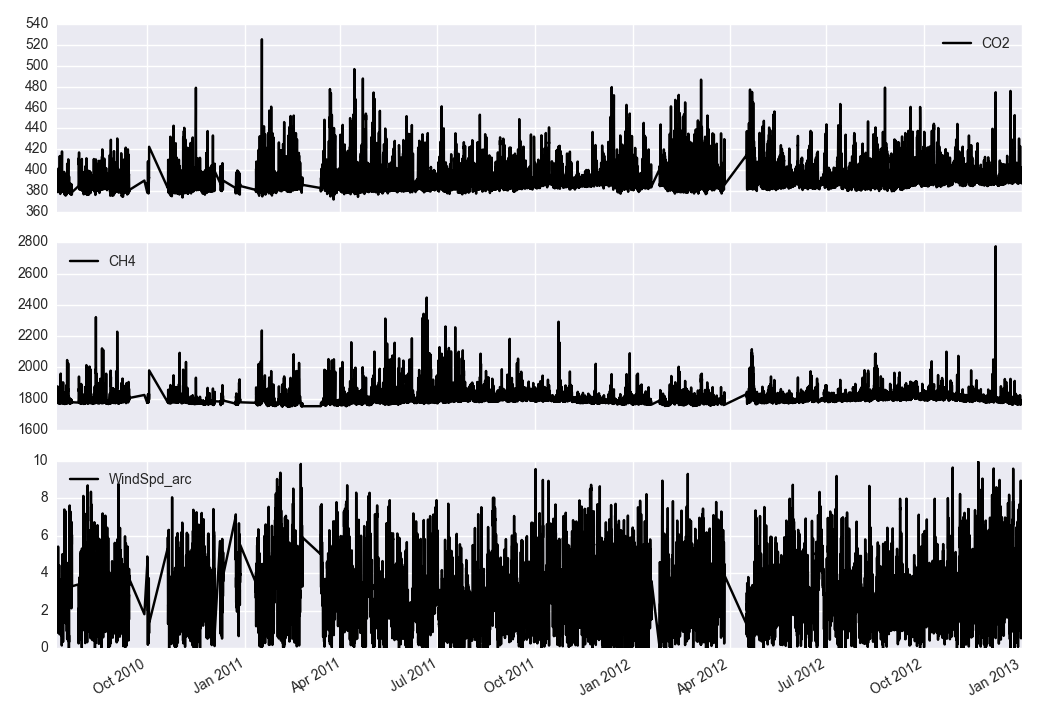 540
520
500
480
460
440
420
400
380
360
CO2
2800
2600
2400
2200
2000
1800
1600
CH4
10
8
6
4
2
0
WindSpd_arc
Oct 2010
Jan 2011
Apr 2011
Jul 2011
Oct 2011
Jan 2012
Apr 2012
Jul 2012
Oct 2012
Jan 2013